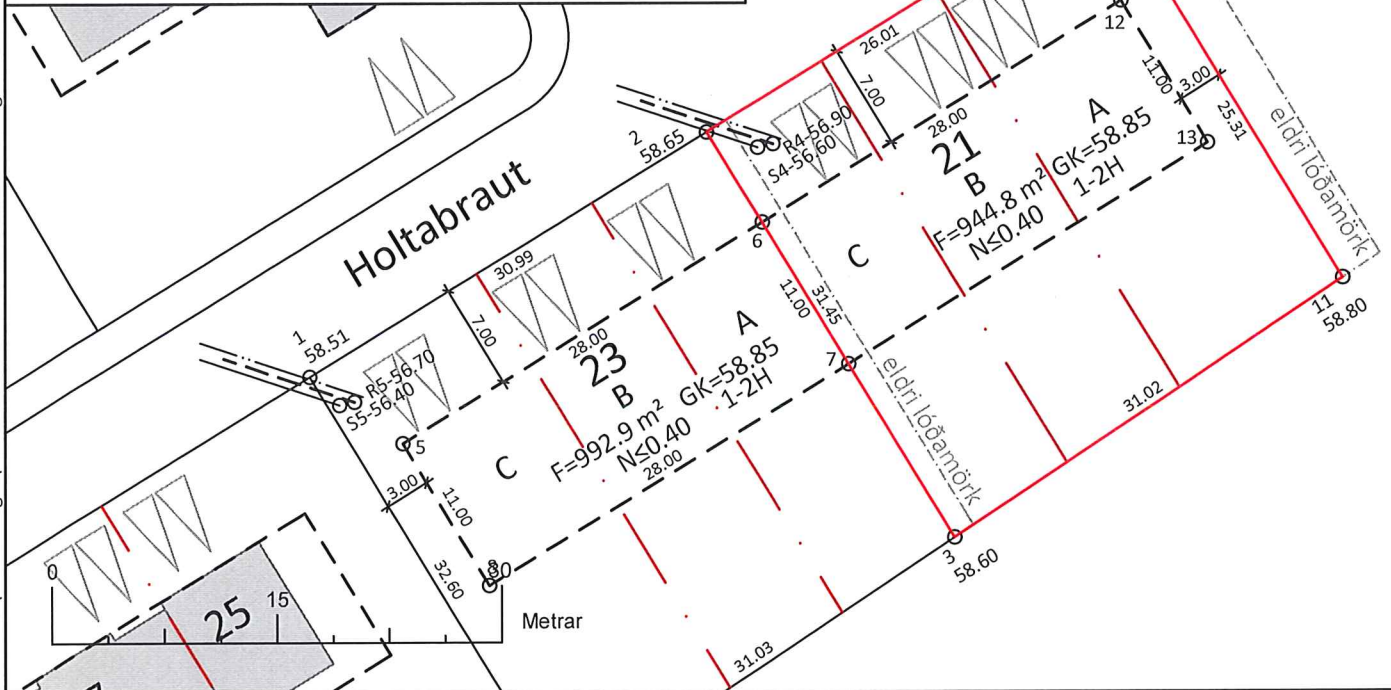 12
26.01
11.00
3.00
7.00
25.31
eldri lóðamörk
2
58.65
R4-56.90
S4-56.60
28.00
21
A
13
B
GK=58.85
F=944.8 m²
1-2H
N≤0.40
C
Holtabraut
6
30.99
11.00
31.45
11
58.80
1
58.51
7.00
28.00
A
23
7
R5-56.70
S5-56.40
B
GK=58.85
F=992.9 m²
1-2H
N≤0.40
eldri lóðamörk
5
C
28.00
31.02
3.00
11.00
3
58.60
32.60
0
15
25
Metrar
31.03